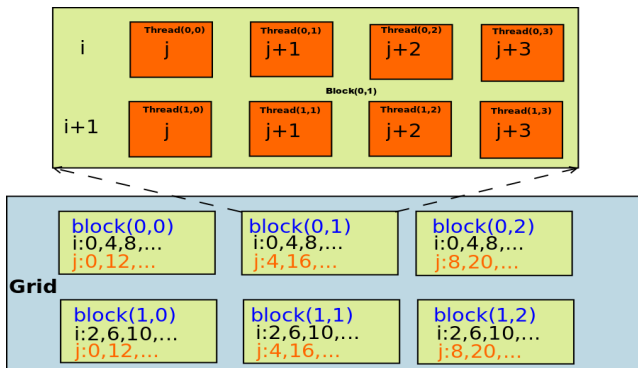 Thread(0,0) Thread(0,1) Thread(0,2) Thread(0,3)
i j j+1 j+2 j+3
Block(0,1)
Thread(1,0) Thread(1,1) Thread(1,2) Thread(1,3)
i+1 j j+1 j+2 j+3
block(0,0) block(0,1) block(0,2)
i:0,4,8,... i:0,4,8,... i:0,4,8,...
j:0,12,... j:4,16,... j:8,20,...
Grid
block(1,0) block(1,1) block(1,2)
i:2,6,10,... i:2,6,10,... i:2,6,10,...
j:0,12,... j:4,16,... j:8,20,...